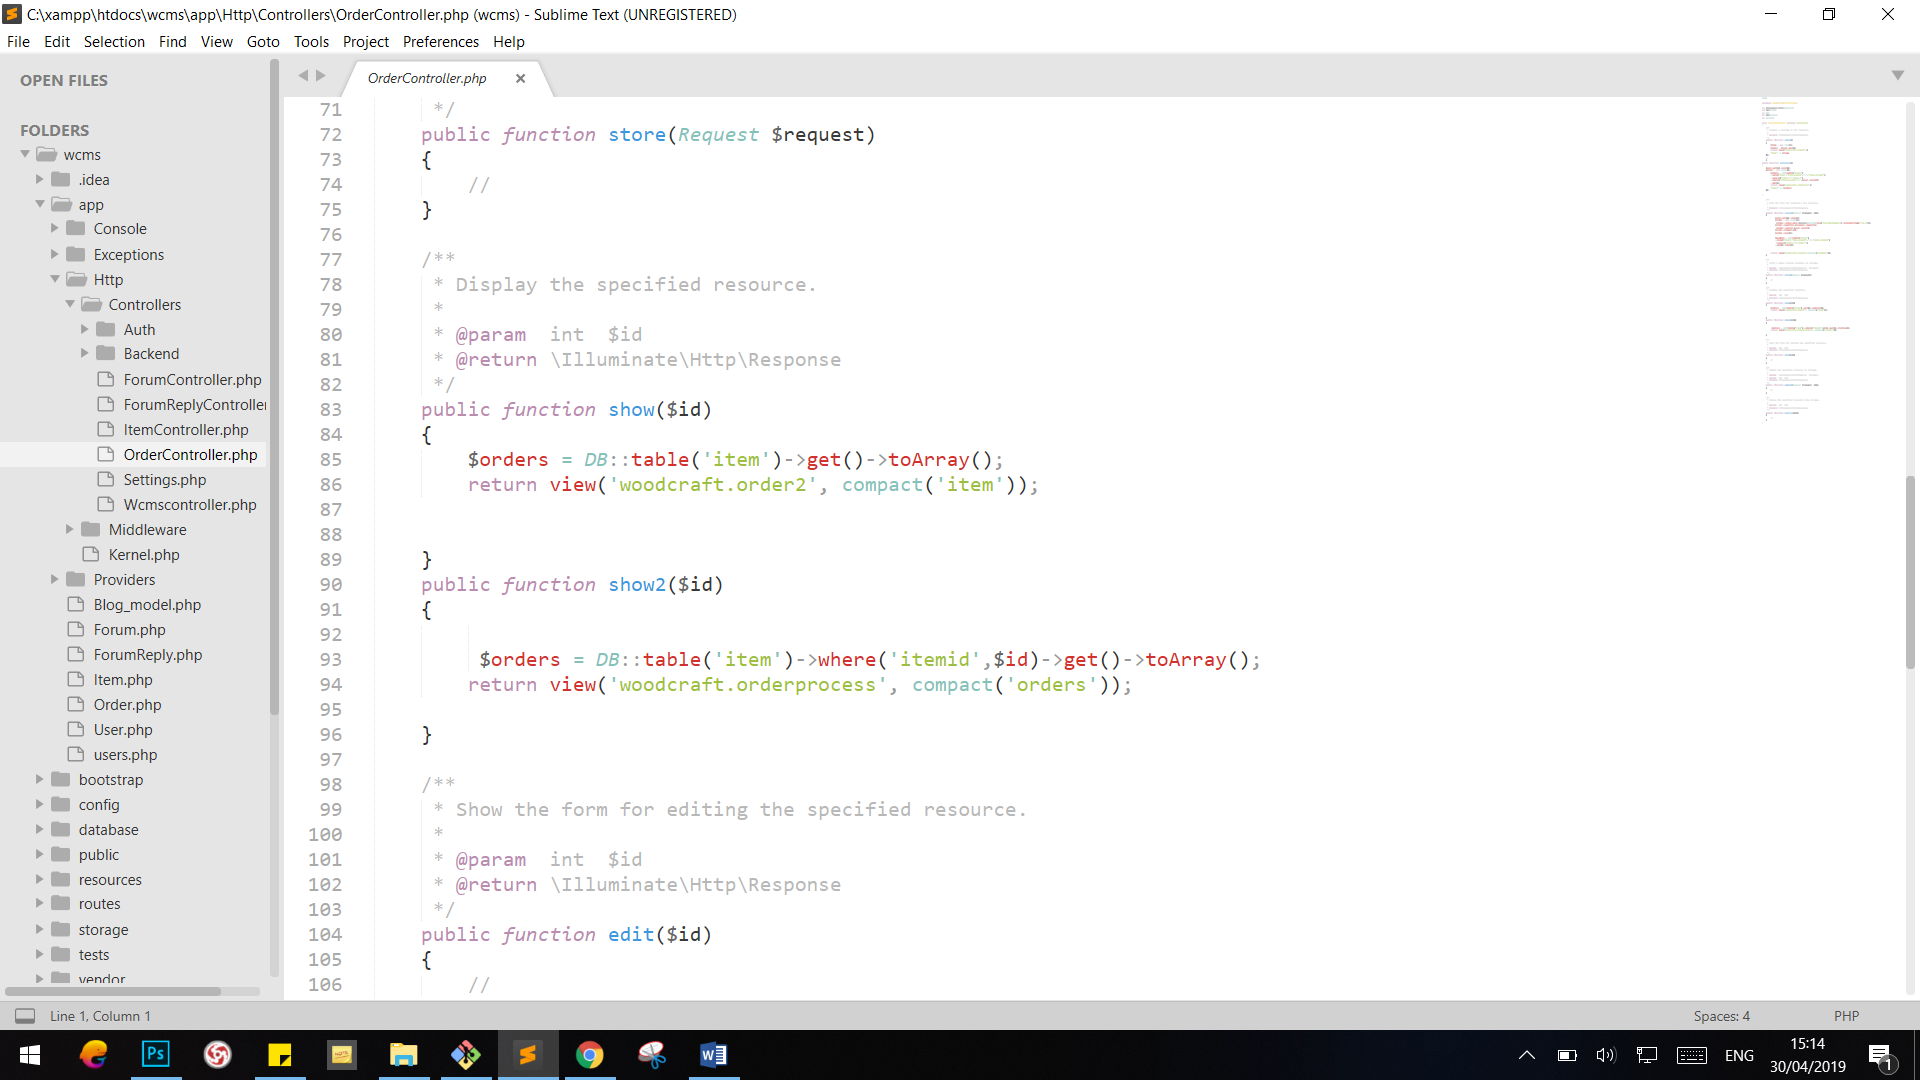 C:\xampp\htdocs\wcms\app\Http\Controllers\OrderController.php (wcms) - Sublime Text (UNREGISTERED)
File Edit Selection Find View Goto Tools Project Preferences Help
OPEN FILES
FOLDERS
wcms
.idea
app
Console
Exceptions
Http
Controllers
Auth
Backend
ForumController.php
ForumReplyController
ItemController.php
OrderController.php
Settings.php
Wcmscontroller.php
Middleware
Kernel.php
Providers
Blog_model.php
Forum.php
ForumReply.php
Item.php
Order.php
User.php
users.php
bootstrap
config
database
public
resources
routes
storage
tests
vendor
OrderController.php
71 */
72 public function store(Request $request)
73 {
74 //
75 }
76
77 /**
78 * Display the specified resource.
79 *
80 * @param  int  $id
81 * @return \Illuminate\Http\Response
82 */
83 public function show($id)
84 {
85 $orders = DB::table('item')->get()->toArray();
86 return view('woodcraft.order2', compact('item'));
87
88
89 }
90 public function show2($id)
91 {
92
93 $orders = DB::table('item')->where('itemid',$id)->get()->toArray();
94 return view('woodcraft.orderprocess', compact('orders'));
95
96 }
97
98 /**
99 * Show the form for editing the specified resource.
100 *
101 * @param  int  $id
102 * @return \Illuminate\Http\Response
103 */
104 public function edit($id)
105 {
106 //
Line 1, Column 1
Spaces: 4
PHP
Ps
ENG
15:14
30/04/2019
1